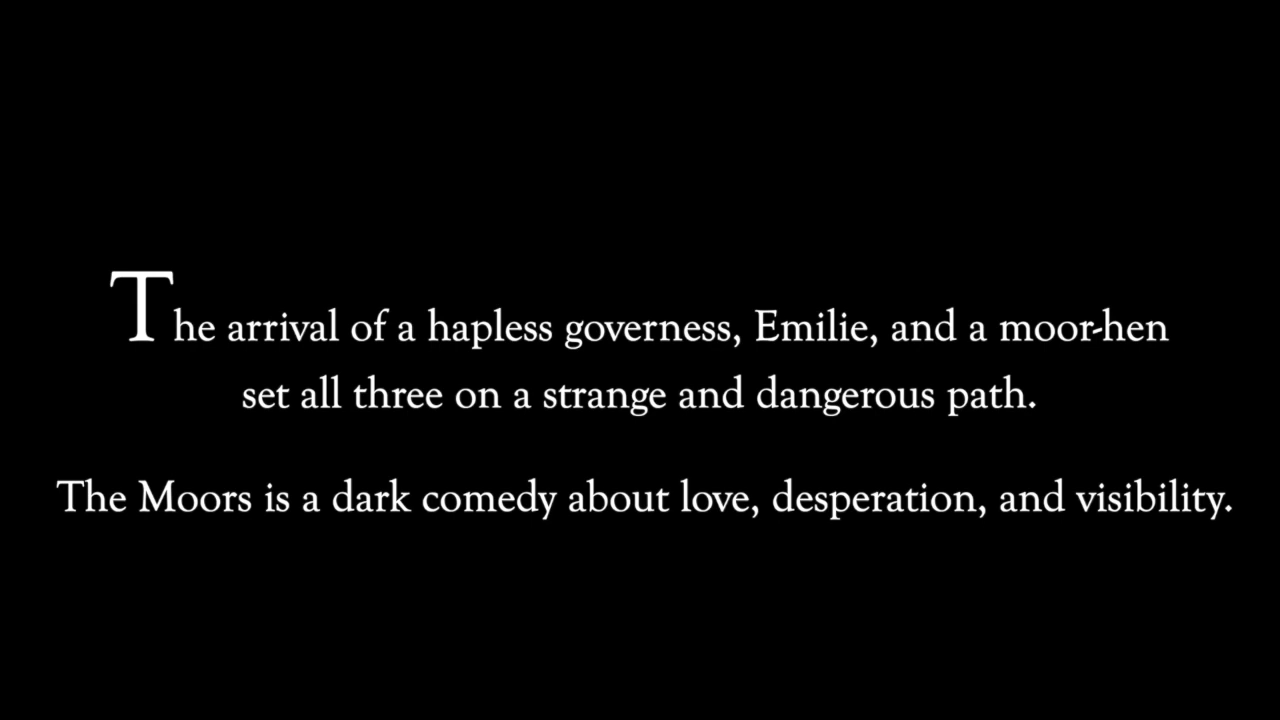 The arrival of a hapless governess, Emilie, and a moor-hen
set all three on a strange and dangerous path.
The Moors is a dark comedy about love, desperation, and visibility.